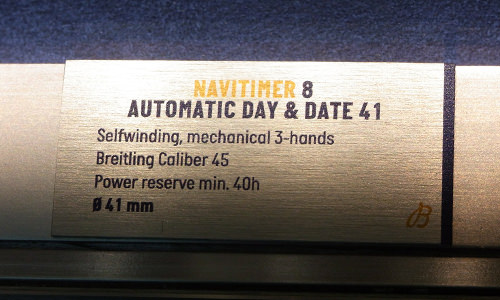 NAVITIMER 8
AUTOMATIC DAY & DATE 41
Selfwinding, mechanical 3-hands
Breitling Caliber 45
Power reserve min. 40h
Ø 41 mm
B